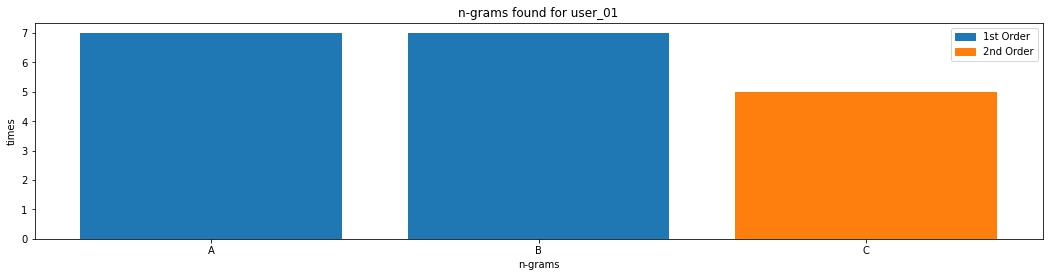 n-grams found for user_01
1st Order
2nd Order
times
7
6
5
4
3
2
1
0
A B C
n-grams